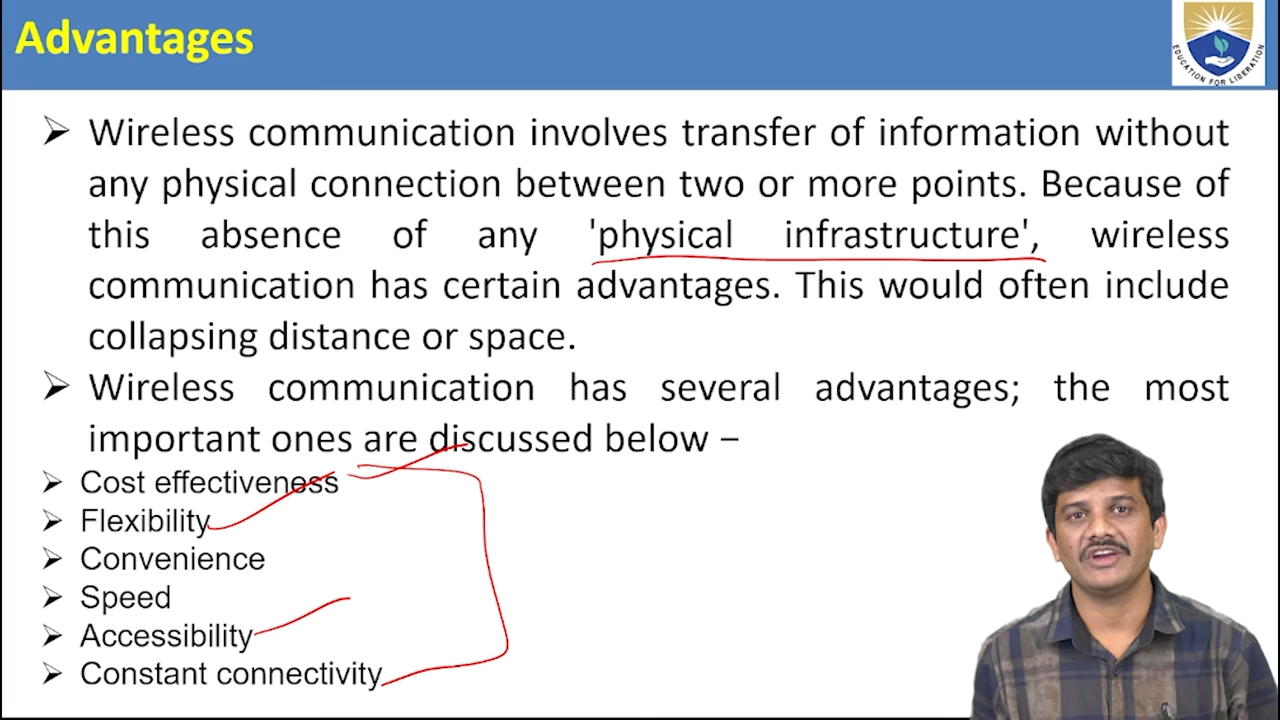 Advantages
EDUCATION FOR LIBERATION
➢ Wireless communication involves transfer of information without
any physical connection between two or more points. Because of
this absence of any 'physical infrastructure', wireless
communication has certain advantages. This would often include
collapsing distance or space.
➢ Wireless communication has several advantages; the most
important ones are discussed below –
➢ Cost effectiveness
➢ Flexibility
➢ Convenience
➢ Speed
➢ Accessibility
➢ Constant connectivity